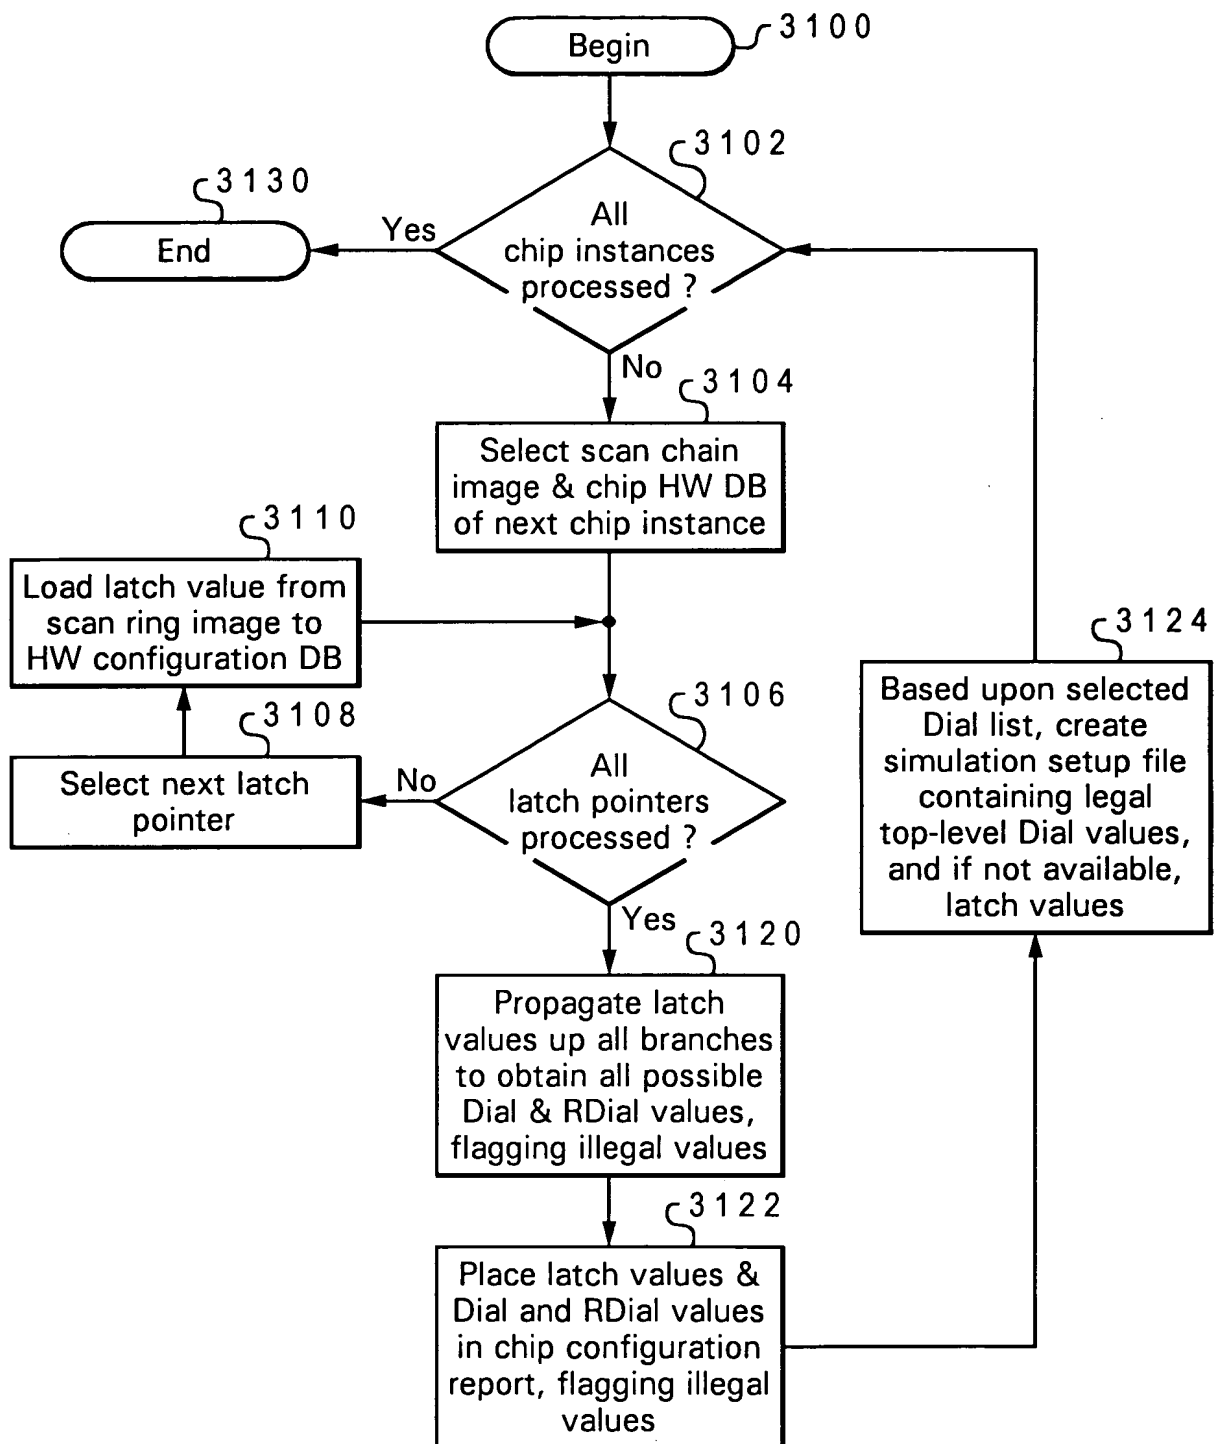 Begin
3100
3102
All
chip instances
processed ?
Yes
3130
End
No
3104
Select scan chain
image & chip HW DB
of next chip instance
3110
Load latch value from
scan ring image to
HW configuration DB
3108
Select next latch
pointer
No
3106
All
latch pointers
processed ?
Yes
3120
Propagate latch
values up all branches
to obtain all possible
Dial & RDial values,
flagging illegal values
3122
Place latch values &
Dial and RDial values
in chip configuration
report, flagging illegal
values
3124
Based upon selected
Dial list, create
simulation setup file
containing legal
top-level Dial values,
and if not available,
latch values